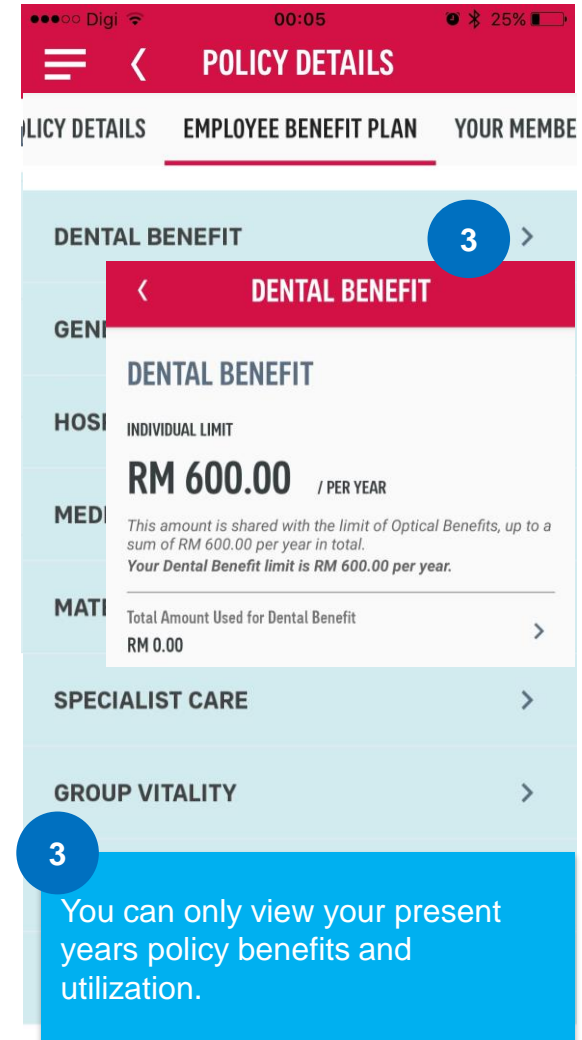 Digi 00:05 25%
POLICY DETAILS
LICY DETAILS EMPLOYEE BENEFIT PLAN YOUR MEMBE
DENTAL BENEFIT 3
DENTAL BENEFIT
GEN
DENTAL BENEFIT
HOSP
INDIVIDUAL LIMIT
RM 600.00 / PER YEAR
MEDI
This amount is shared with the limit of Optical Benefits, up to a
sum of RM 600.00 per year in total.
Your Dental Benefit limit is RM 600.00 per year.
MATE
Total Amount Used for Dental Benefit
RM 0.00
SPECIALIST CARE
GROUP VITALITY
3
You can only view your present
years policy benefits and
utilization.